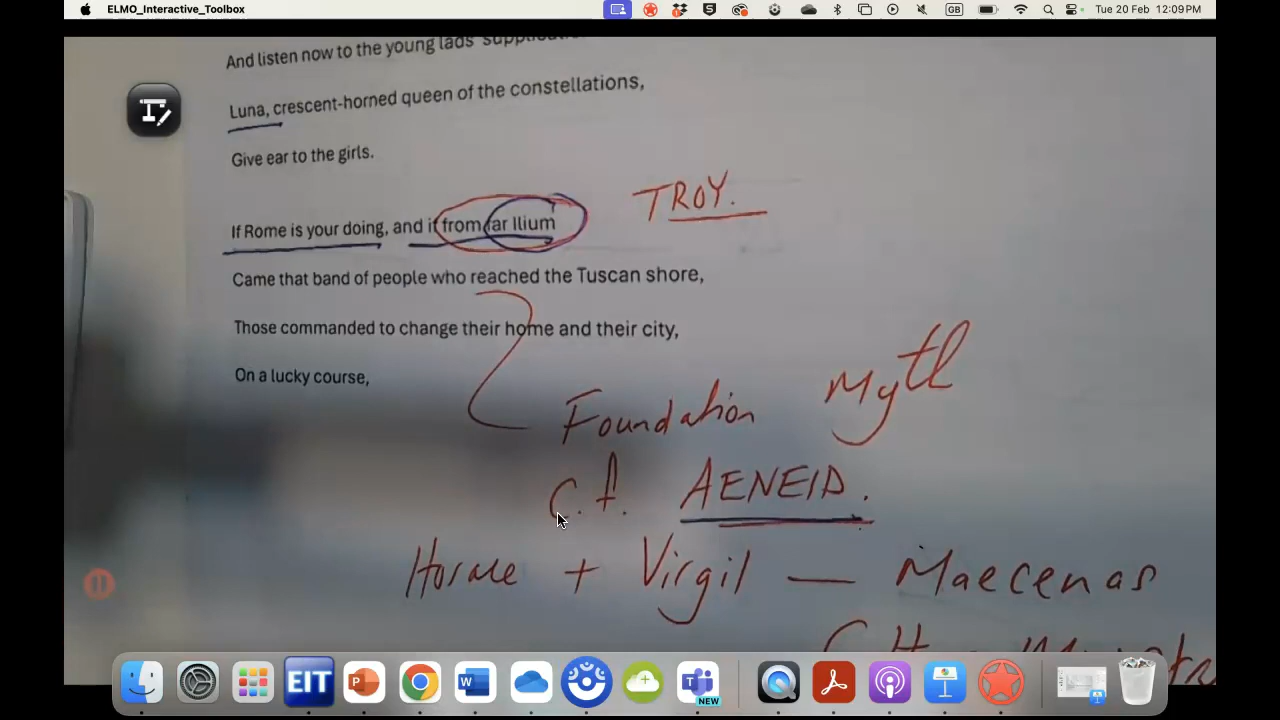 ELMO_Interactive_Toolbox
GB
Tue 20 Feb 12:09PM
And listen now to the young lads'
Luna, crescent-horned queen of the constellations,
Give ear to the girls.
If Rome is your doing, and if from far Ilium
TROY.
Came that band of people who reached the Tuscan shore,
Those commanded to change their home and their city,
On a lucky course,
Foundation Myth
c.f. AENEID.
Horace + Virgil — Maecenas
EIT
P
W
T
NEW